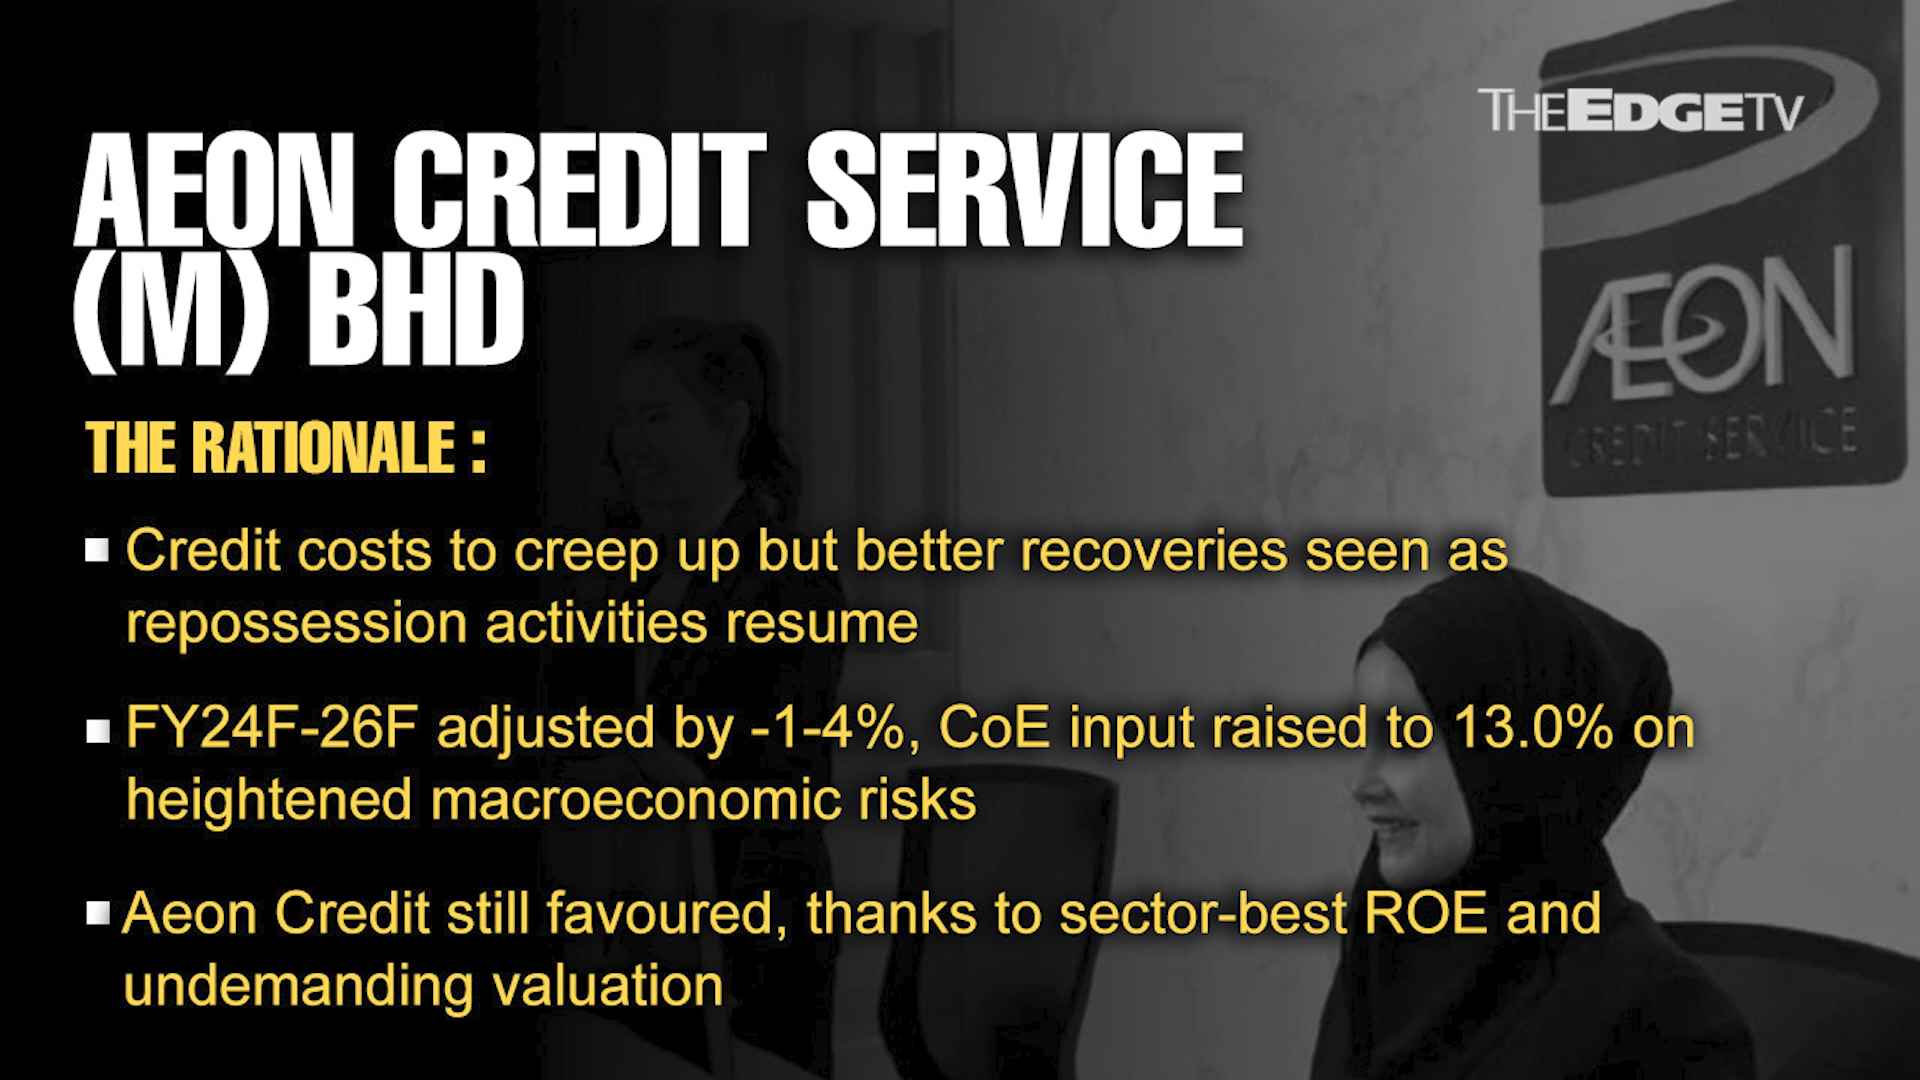 THEEDGETV
AEON CREDIT SERVICE
(M) BHD
ÆON
CREDIT SERVICE
THE RATIONALE :
Credit costs to creep up but better recoveries seen as
repossession activities resume
FY24F-26F adjusted by -1-4%, CoE input raised to 13.0% on
heightened macroeconomic risks
Aeon Credit still favoured, thanks to sector-best ROE and
undemanding valuation